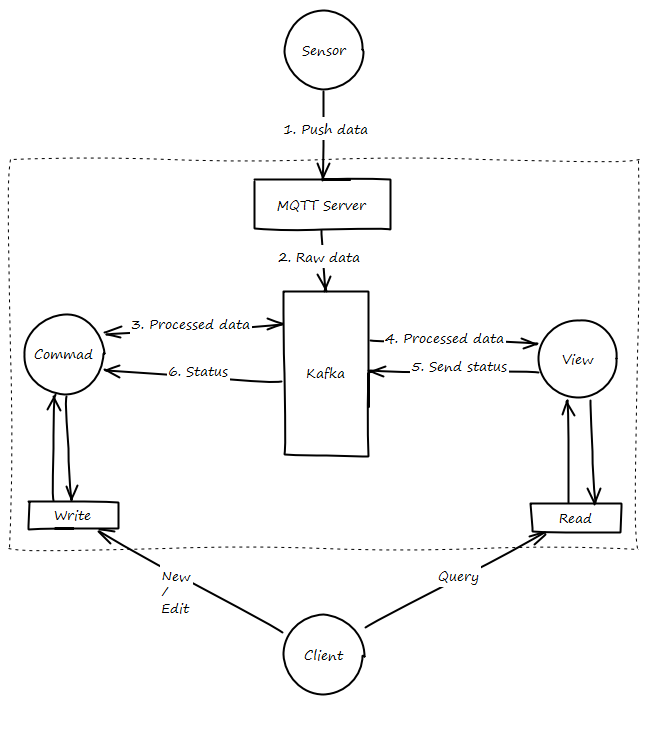 Sensor
1. Push data
MQTT Server
2. Raw data
3. Processed data
4. Processed data
Commad
Kafka
View
6. Status
5. Send status
Write
Read
New
/
Edit
Query
Client